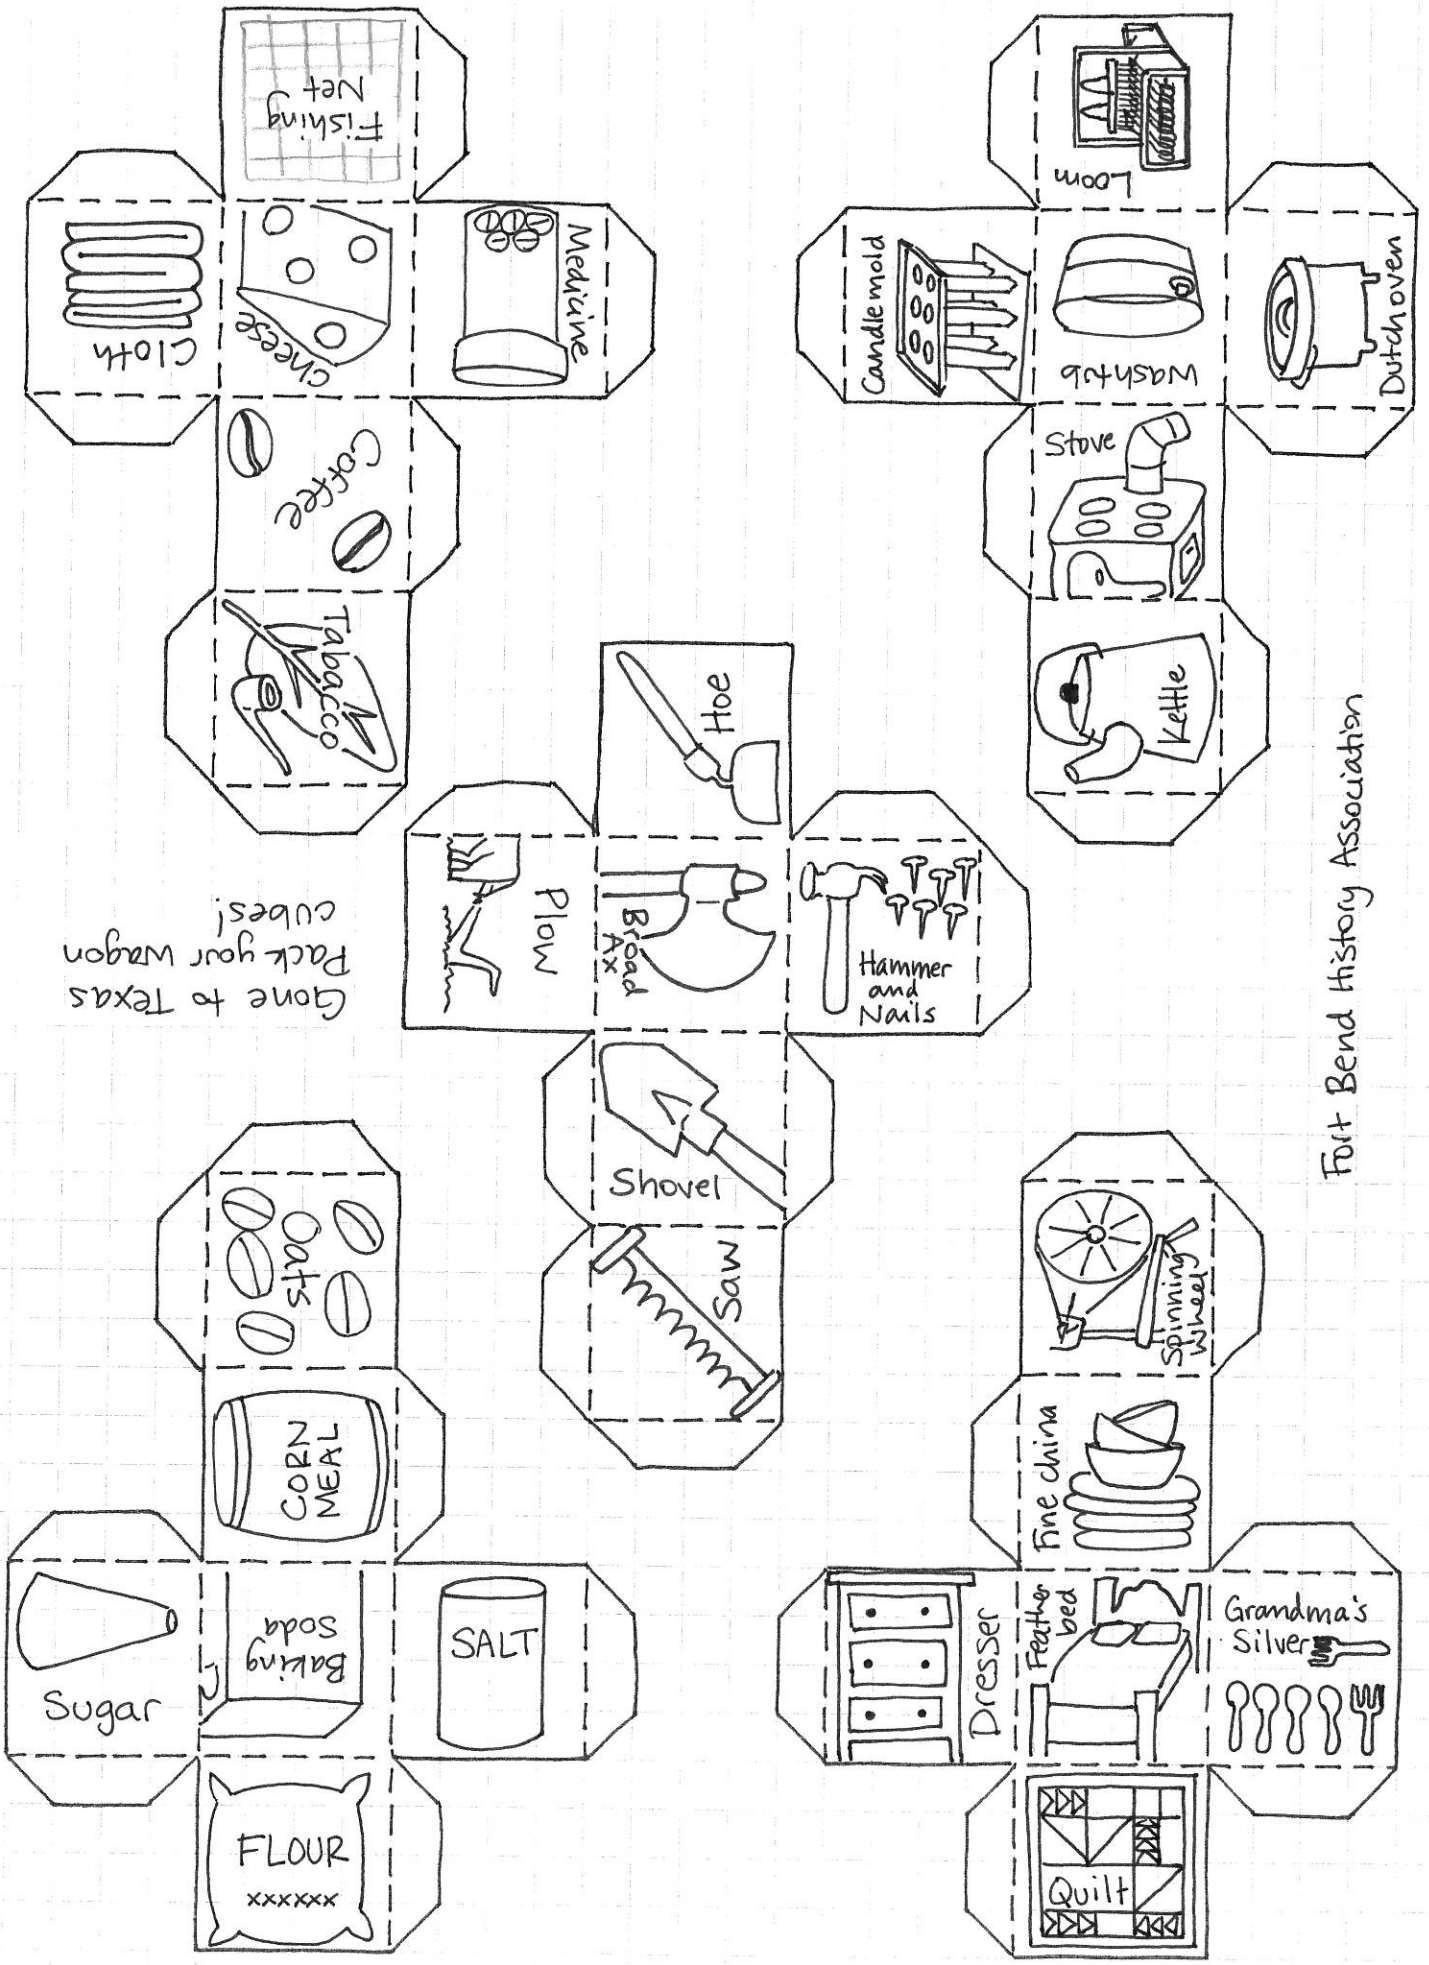 Fishing
Net
Cloth
cheese
Medicine
Coffee
Tabacco
Loom
Candlemold
Washtub
Dutchoven
Stove
Kettle
Hoe
Plow
Broad
Ax
Hammer
and
Nails
Shovel
Saw
Gone to Texas
Pack your wagon
cubes!
Fort Bend History Association
Oats
CORN
MEAL
Sugar
Baking
Soda
SALT
FLOUR
xxxxxx
Spinning
Wheel
Fine china
Dresser
Feather
bed
Grandma's
Silver
Quilt